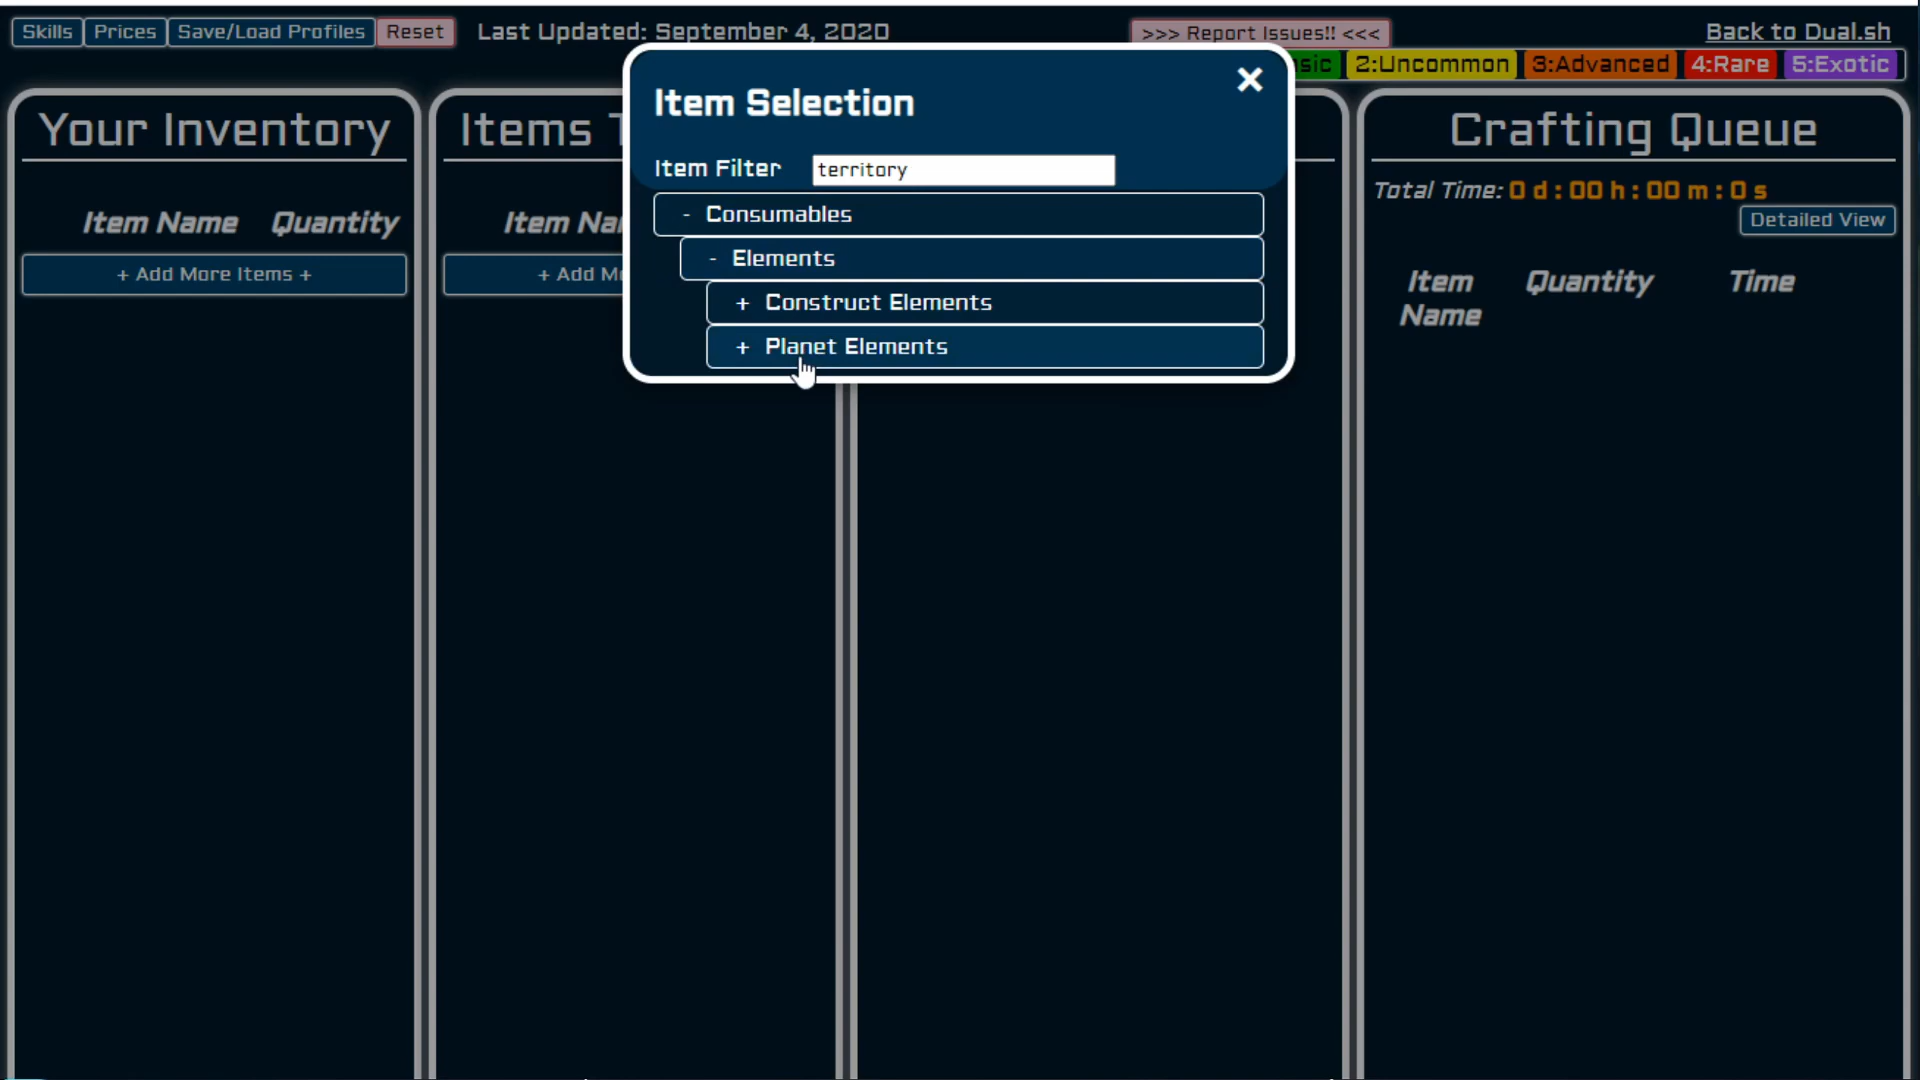 Skills Prices Save/Load Profiles Reset Last Updated: September 4, 2020 >>> Report Issues!! <<< Back to Dual.sh
2:Uncommon 3:Advanced 4:Rare 5:Exotic
Your Inventory
Item Name Quantity
+ Add More Items +
Items
Item
+ Add
Item Selection
Item Filter territory
- Consumables
- Elements
+ Construct Elements
+ Planet Elements
Crafting Queue
Total Time: 0 d : 00 h : 00 m : 0 s
Detailed View
Item Name Quantity Time